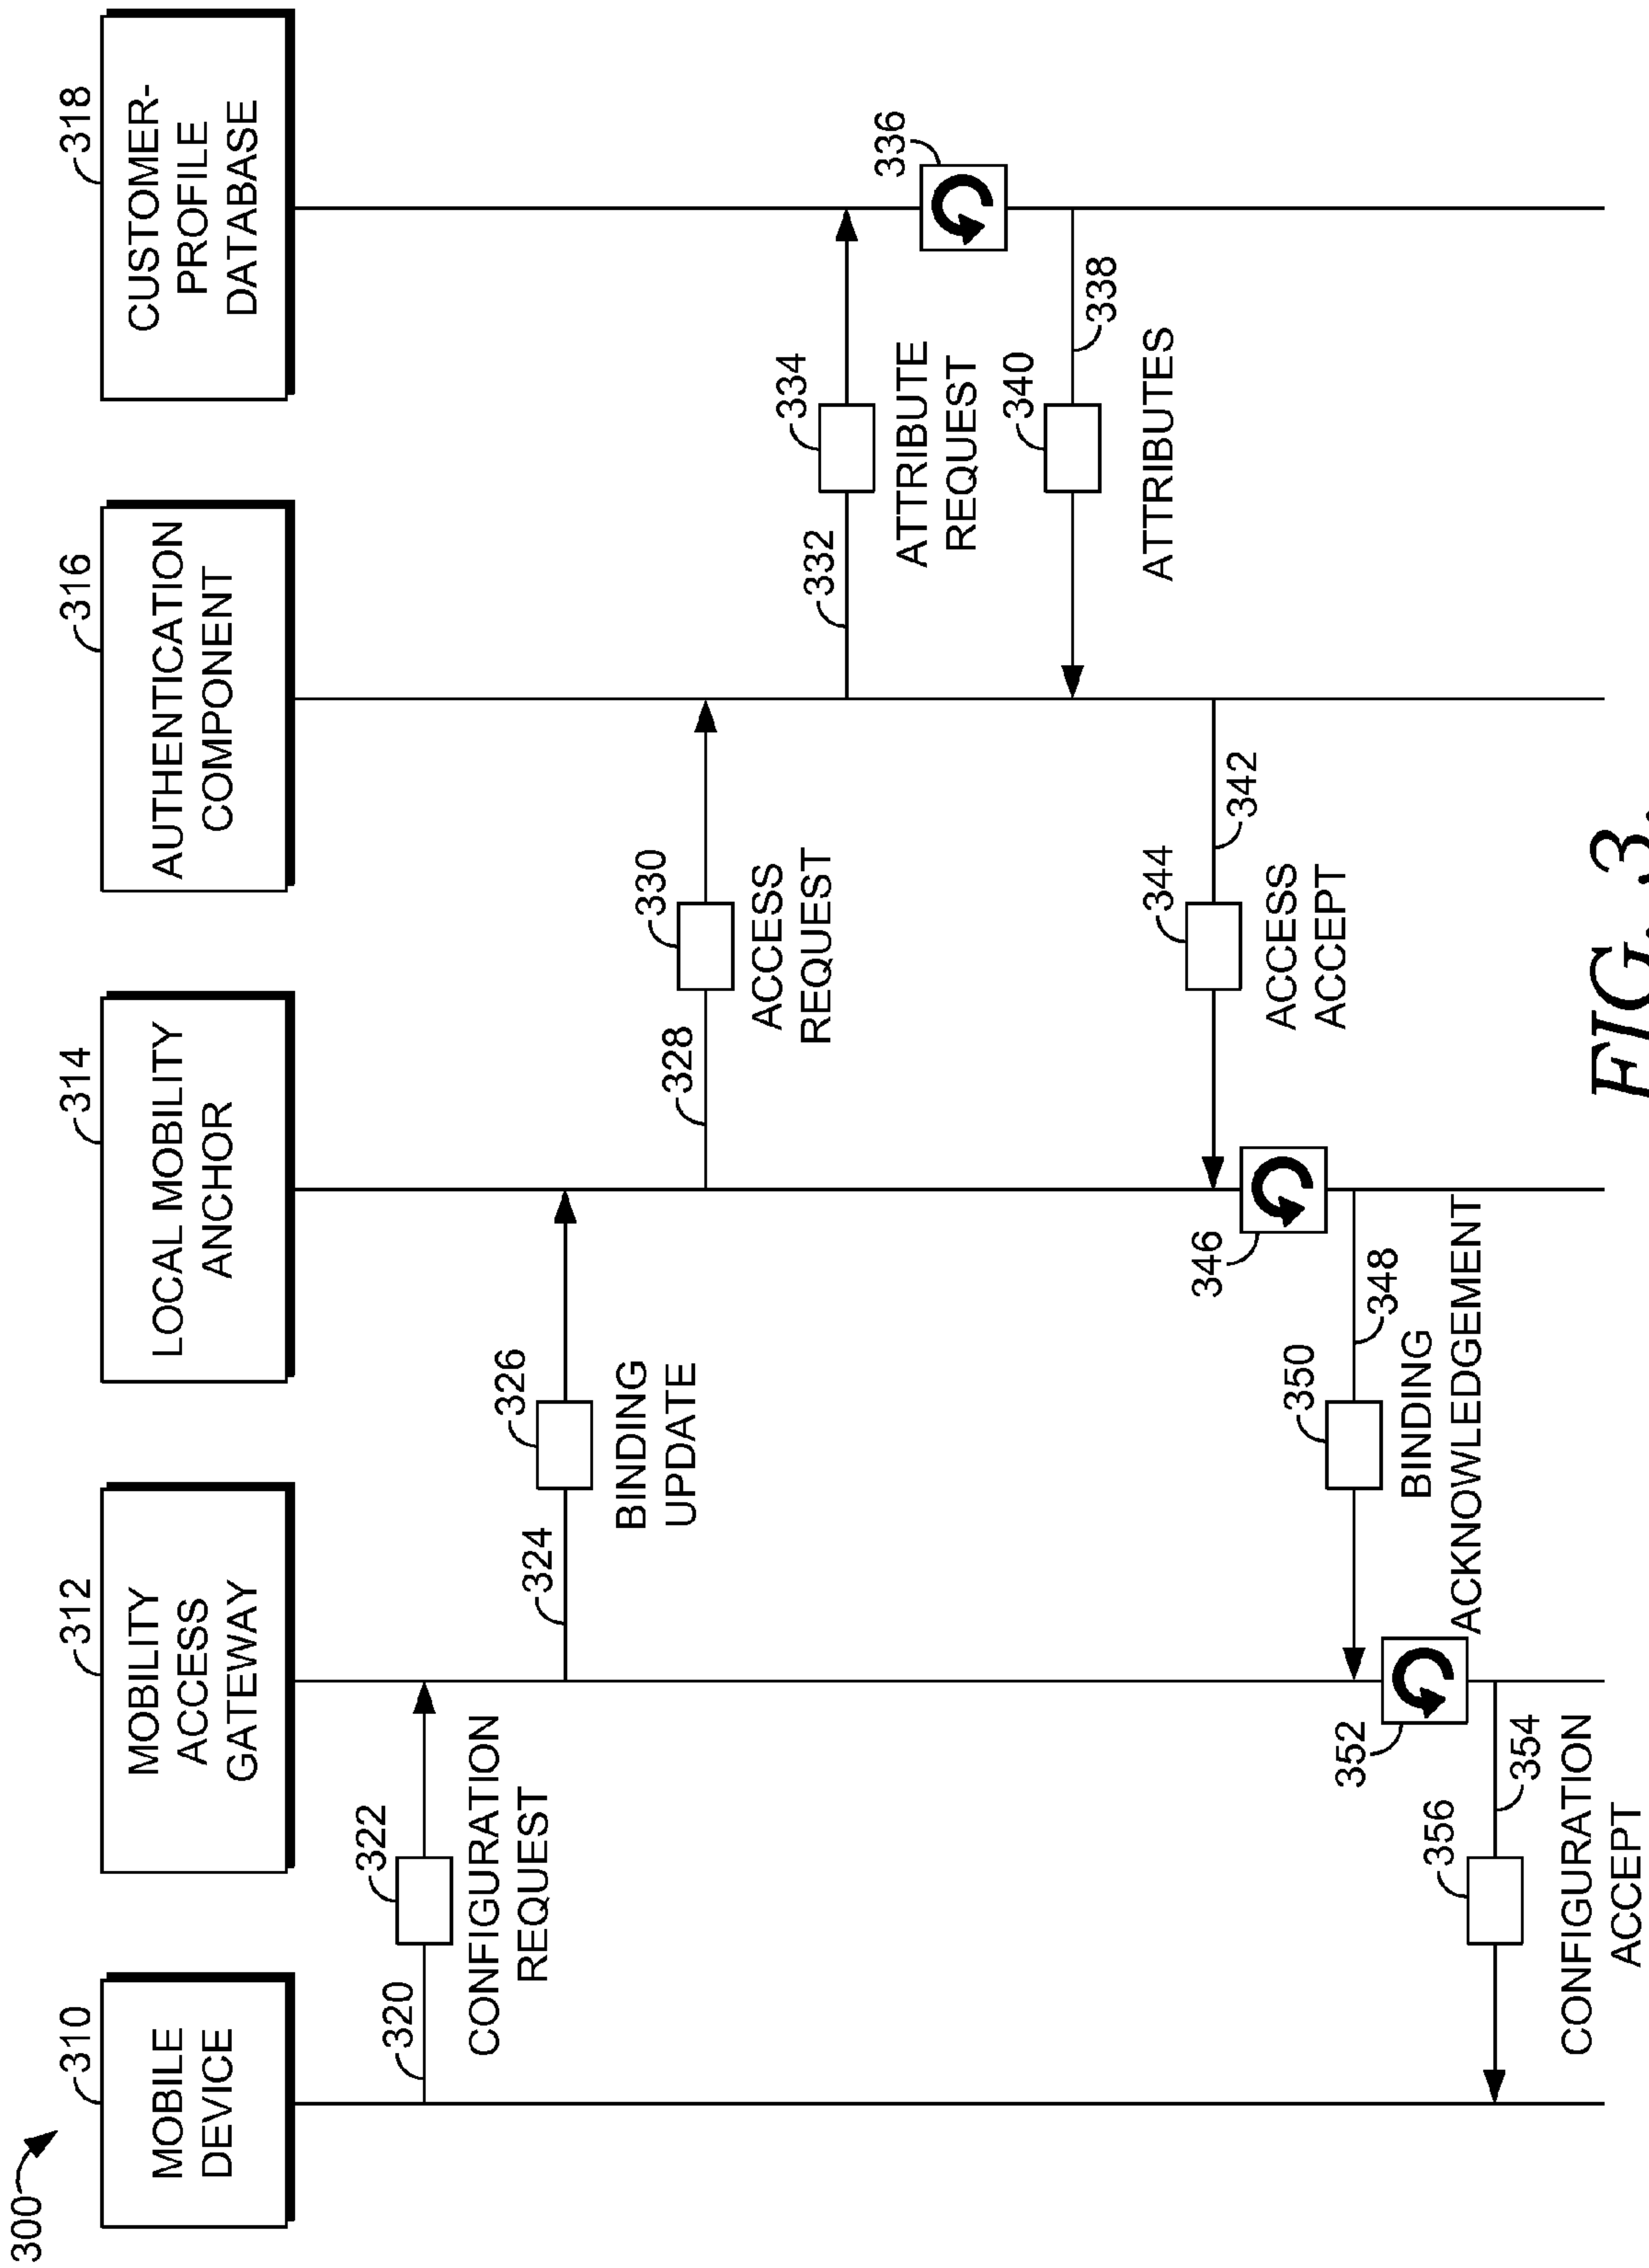 300
310
MOBILE
DEVICE
312
MOBILITY
ACCESS
GATEWAY
314
LOCAL MOBILITY
ANCHOR
316
AUTHENTICATION
COMPONENT
318
CUSTOMER-
PROFILE
DATABASE
320
322
CONFIGURATION
REQUEST
324
326
BINDING
UPDATE
328
330
ACCESS
REQUEST
332
334
ATTRIBUTE
REQUEST
336
340
338
ATTRIBUTES
344
342
ACCESS
ACCEPT
346
350
348
BINDING
ACKNOWLEDGEMENT
352
356
354
CONFIGURATION
ACCEPT
FIG. 3.